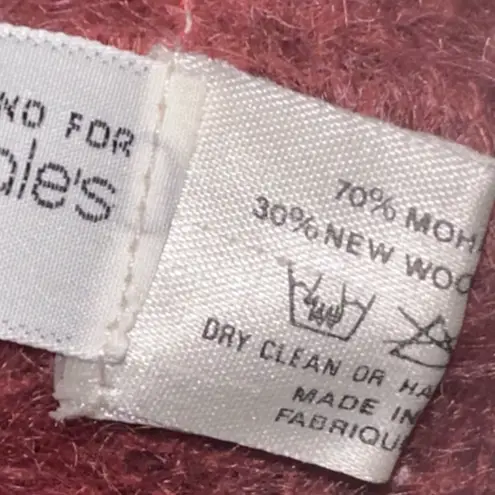 NO FOR
ale's
70% MOH
30% NEW WOO
DRY CLEAN OR HA
MADE IN
FABRIQU